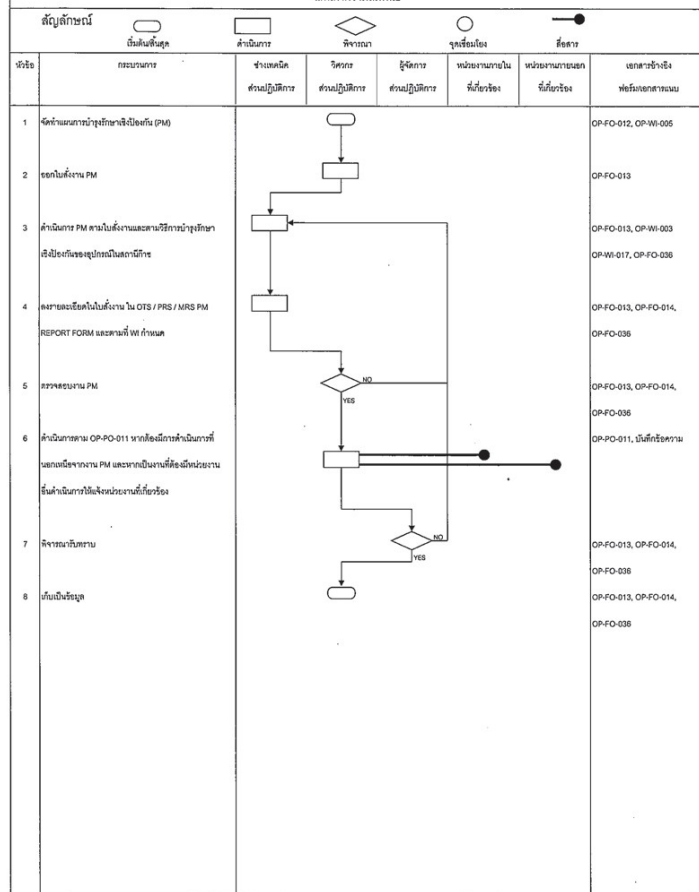 สัญลักษณ์
เริ่มต้น/สิ้นสุด ดำเนินการ พิจารณา จุดเชื่อมโยง สื่อสาร
หัวข้อ กระบวนการ ช่างเทคนิค วิศวกร ผู้จัดการ หน่วยงานภายใน หน่วยงานภายนอก เอกสารอ้างอิง
ส่วนปฏิบัติการ ส่วนปฏิบัติการ ส่วนปฏิบัติการ ที่เกี่ยวข้อง ที่เกี่ยวข้อง ฟอร์ม/เอกสารแนบ
1 จัดทำแผนการบำรุงรักษาเชิงป้องกัน (PM) OP-FO-012, OP-WI-005
2 ออกใบสั่งงาน PM OP-FO-013
3 ดำเนินการ PM ตามใบสั่งงานและตามวิธีการบำรุงรักษา OP-FO-013, OP-WI-003
เชิงป้องกันของอุปกรณ์ในสถานีก๊าซ OP-WI-017, OP-FO-036
4 ลงรายละเอียดในใบสั่งงาน ใน OTS / PRS / MRS PM OP-FO-013, OP-FO-014,
REPORT FORM และตามที่ WI กำหนด OP-FO-036
NO
5 ตรวจสอบงาน PM OP-FO-013, OP-FO-014,
YES
OP-FO-036
6 ดำเนินการตาม OP-PO-011 หากต้องมีการดำเนินการที่ OP-PO-011, บันทึกข้อความ
นอกเหนือจากงาน PM และหากเป็นงานที่ต้องมีหน่วยงาน
อื่นดำเนินการให้แจ้งหน่วยงานที่เกี่ยวข้อง
NO
7 พิจารณารับทราบ OP-FO-013, OP-FO-014,
YES
OP-FO-036
8 เก็บเป็นข้อมูล OP-FO-013, OP-FO-014,
OP-FO-036